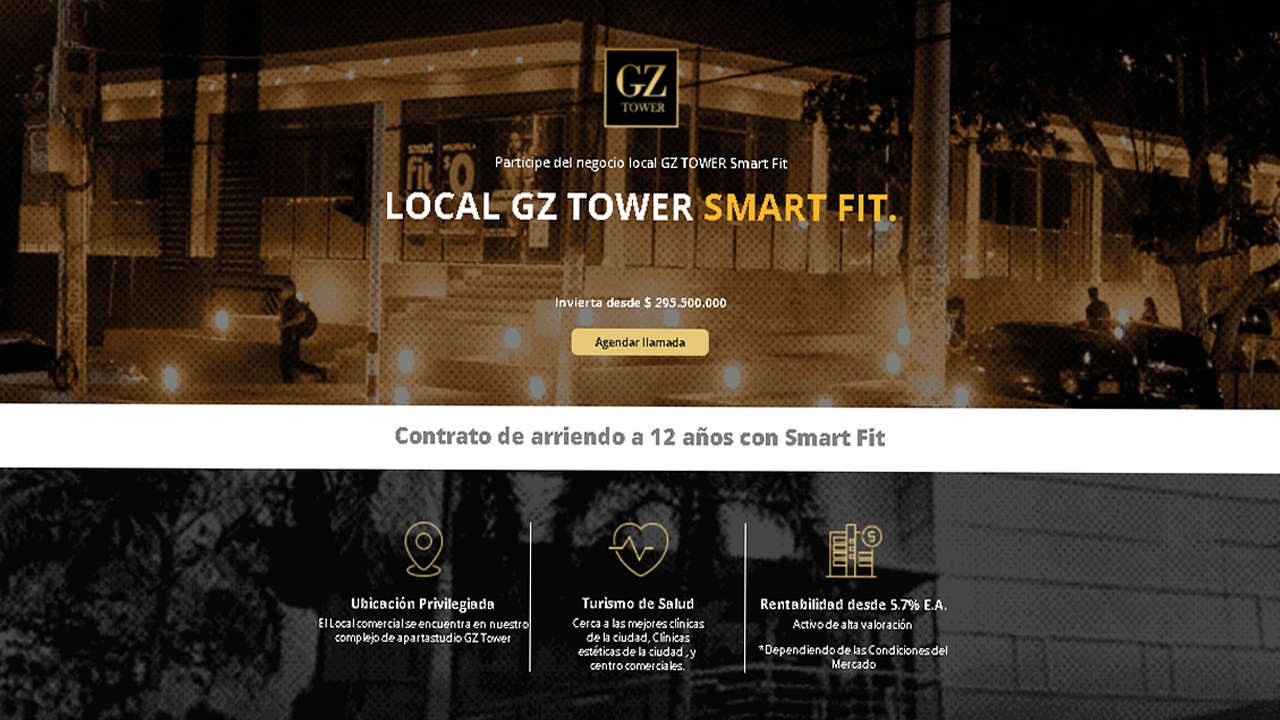 GZ
TOWER
Participe del negocio local GZ TOWER Smart Fit
LOCAL GZ TOWER SMART FIT.
smart
fit
$0
Invierta desde $ 295.500.000
Agendar llamada
Contrato de arriendo a 12 años con Smart Fit
Ubicación Privilegiada
El Local comercial se encuentra en nuestro
complejo de apartastudio GZ Tower
Turismo de Salud
Cerca a las mejores clínicas
de la ciudad, Clínicas
estéticas de la ciudad , y
centro comerciales.
Rentabilidad desde 5.7% E.A.
Activo de alta valoración
*Dependiendo de las Condiciones del
Mercado